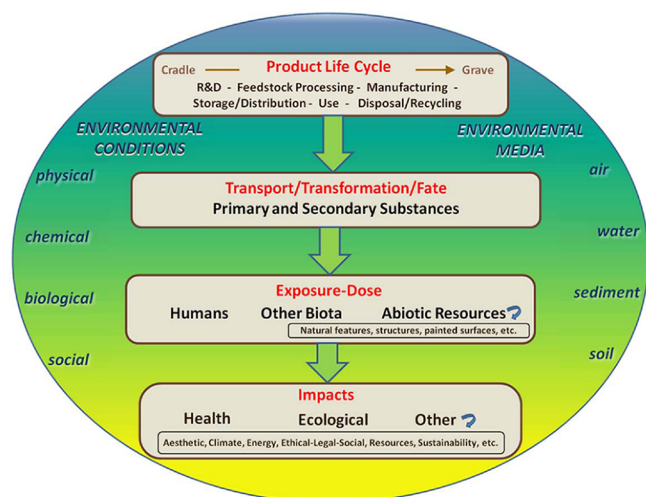 Product Life Cycle
Cradle
Grave
R&D - Feedstock Processing - Manufacturing -
Storage/Distribution - Use - Disposal/Recycling
ENVIRONMENTAL
CONDITIONS
physical
chemical
biological
social
ENVIRONMENTAL
MEDIA
air
water
sediment
soil
Transport/Transformation/Fate
Primary and Secondary Substances
Exposure-Dose
Humans Other Biota Abiotic Resources
Natural features, structures, painted surfaces, etc.
Impacts
Health Ecological Other
Aesthetic, Climate, Energy, Ethical-Legal-Social, Resources, Sustainability, etc.